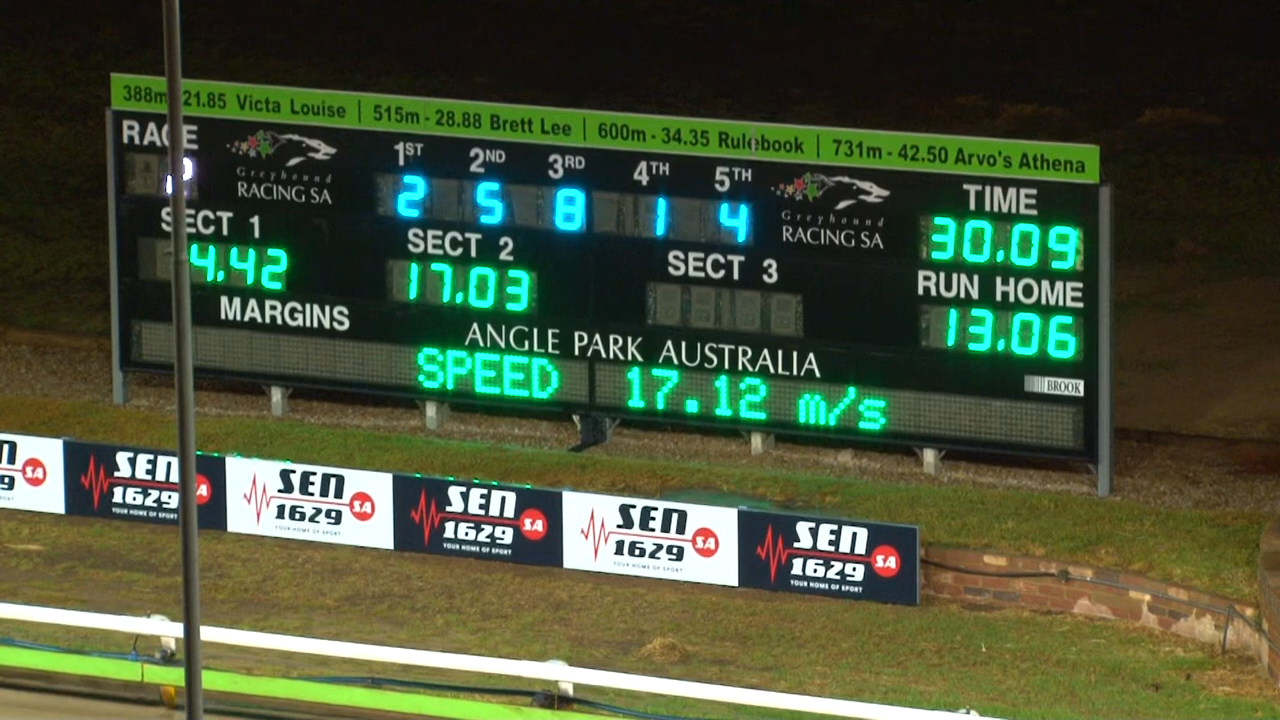 388m - 21.85 Victa Louise | 515m - 28.88 Brett Lee | 600m - 34.35 Rulebook | 731m - 42.50 Arvo's Athena
RACE
Greyhound
RACING SA
1ST 2ND 3RD 4TH 5TH
2 5 8 1 4
Greyhound
RACING SA
TIME
30.09
SECT 1
4.42
SECT 2
17.03
SECT 3
RUN HOME
13.06
MARGINS
ANGLE PARK AUSTRALIA
SPEED 17.12 m/s
BROOK
9 SA
SEN
1629
YOUR HOME OF SPORT
SEN
1629 SA
YOUR HOME OF SPORT
SEN
1629 SA
YOUR HOME OF SPORT
SEN
1629 SA
YOUR HOME OF SPORT
SEN
1629 SA
YOUR HOME OF SPORT